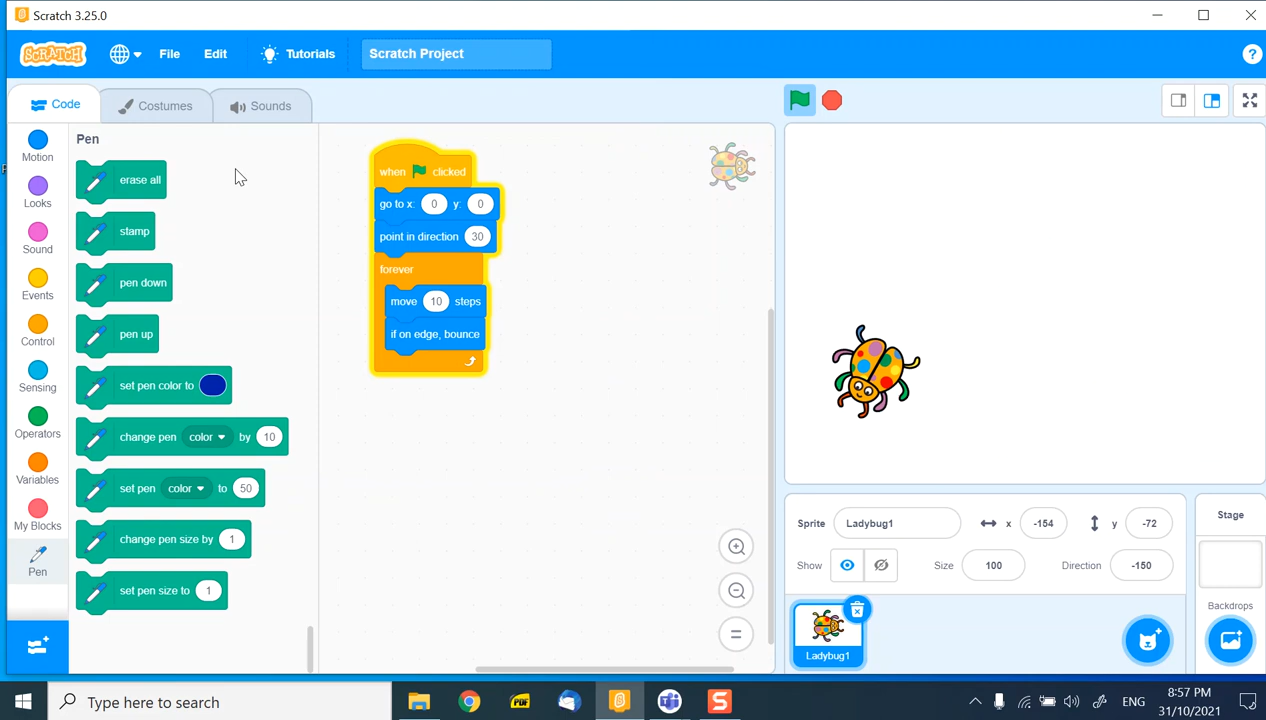 Scratch 3.25.0
SCRATCH File Edit Tutorials Scratch Project ?
Code Costumes Sounds
Motion
Looks
Sound
Events
Control
Sensing
Operators
Variables
My Blocks
Pen
Pen
erase all
stamp
pen down
pen up
set pen color to
change pen color by 10
set pen color to 50
change pen size by 1
set pen size to 1
when clicked
go to x: 0 y: 0
point in direction 30
forever
move 10 steps
if on edge, bounce
Sprite Ladybug1 x -154 y -72
Show Size 100 Direction -150
Ladybug1
Stage
Backdrops
Type here to search
PDF
S
ENG
8:57 PM
31/10/2021